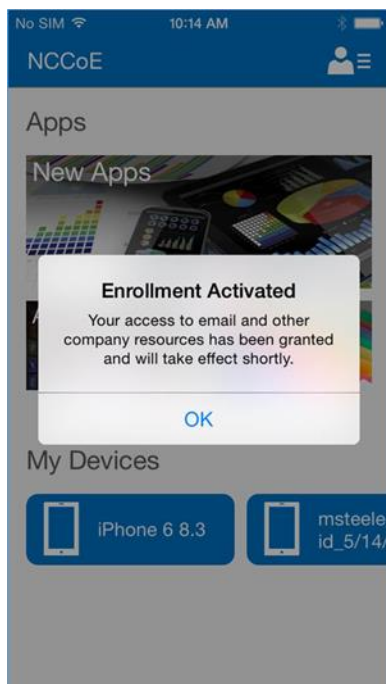 No SIM 10:14 AM
NCCoE
Apps
New Apps
A
Enrollment Activated
Your access to email and other
company resources has been granted
and will take effect shortly.
OK
My Devices
iPhone 6 8.3
msteele
id_5/14/